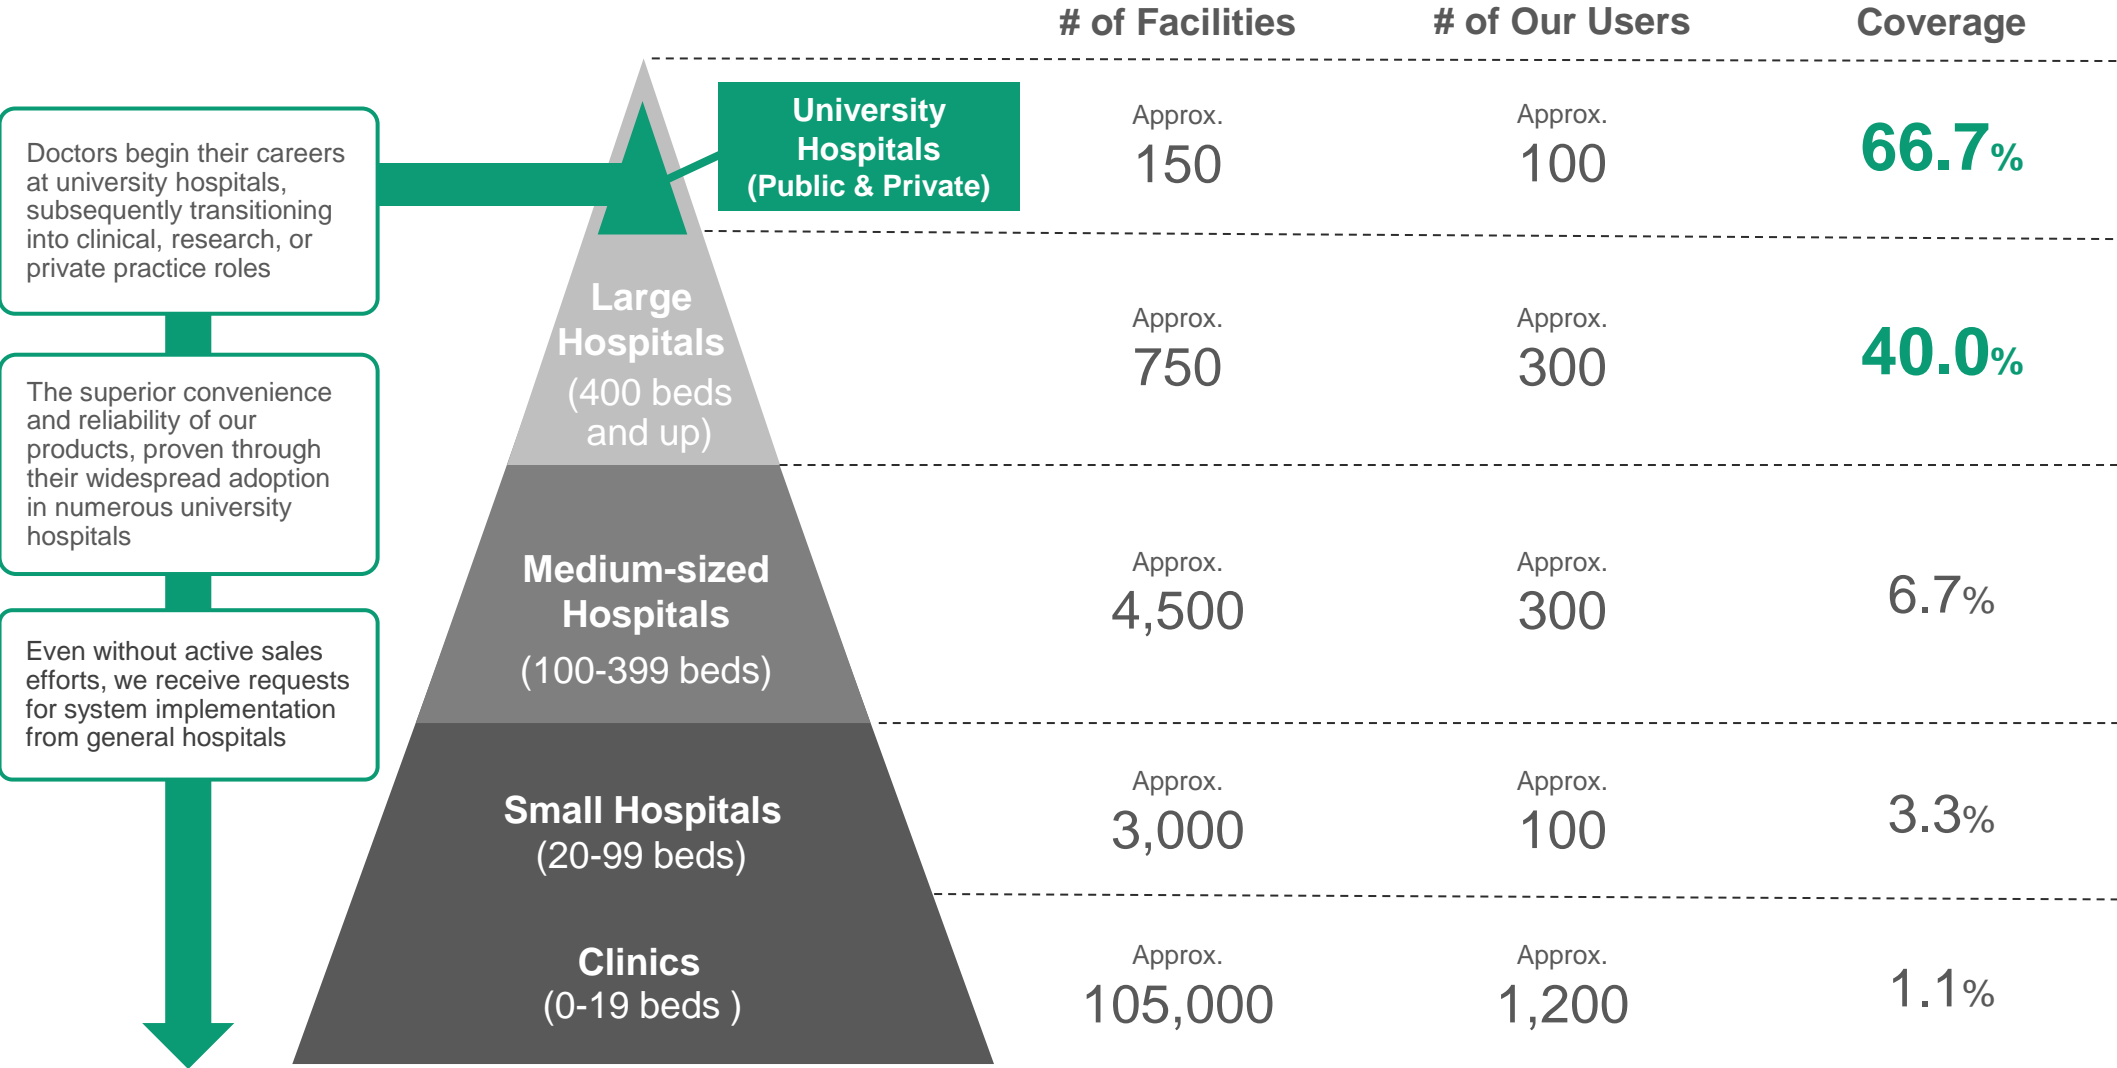 # of Facilities
# of Our Users
Coverage
Doctors begin their careers
at university hospitals,
subsequently transitioning
into clinical, research, or
private practice roles
The superior convenience
and reliability of our
products, proven through
their widespread adoption
in numerous university
hospitals
Even without active sales
efforts, we receive requests
for system implementation
from general hospitals
University
Hospitals
(Public & Private)
Approx.
150
Approx.
100
66.7%
Large
Hospitals
(400 beds
and up)
Approx.
750
Approx.
300
40.0%
Medium-sized
Hospitals
(100-399 beds)
Approx.
4,500
Approx.
300
6.7%
Small Hospitals
(20-99 beds)
Approx.
3,000
Approx.
100
3.3%
Clinics
(0-19 beds )
Approx.
105,000
Approx.
1,200
1.1%